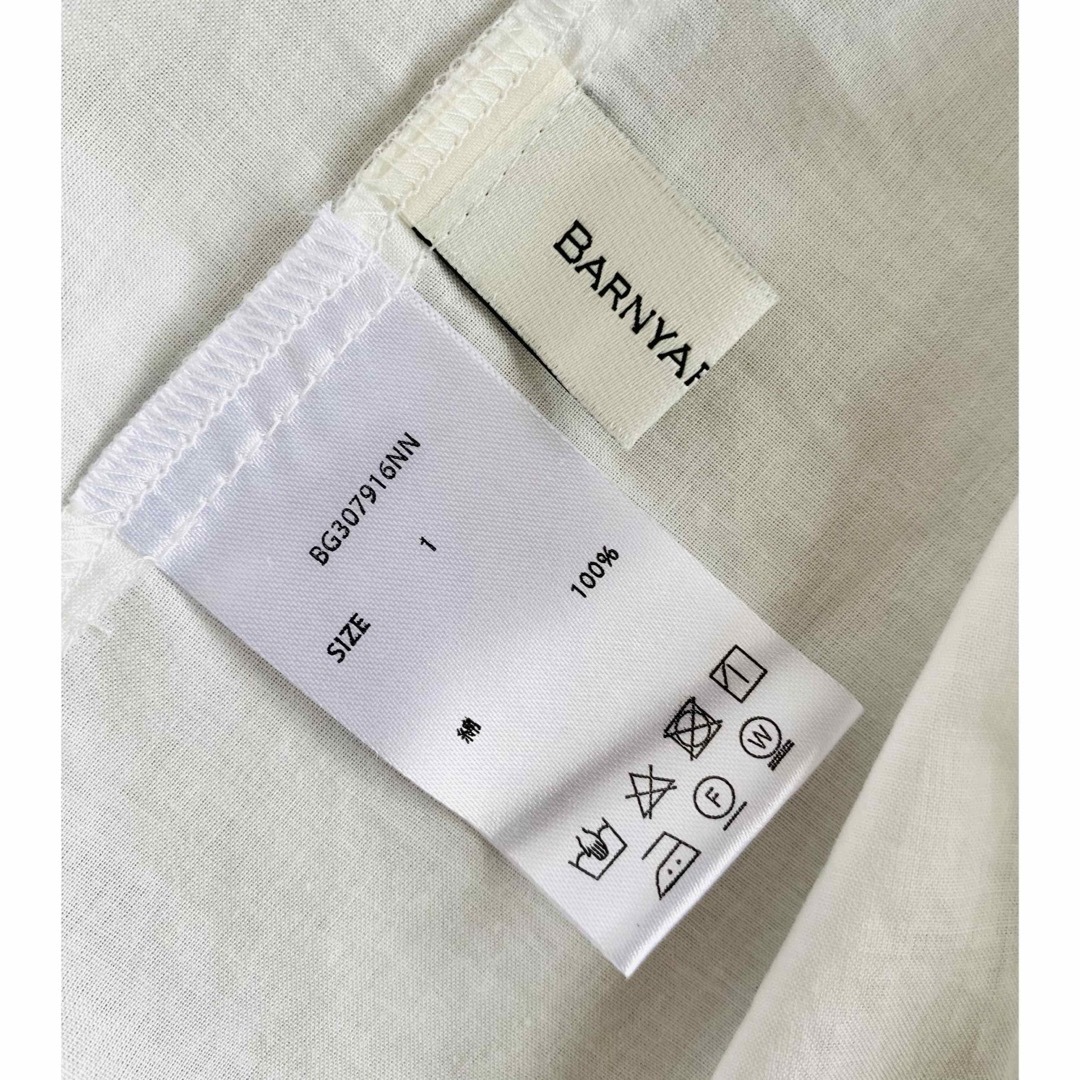 BARNYAR
BG307916NN
SIZE 1
綿 100%
W
F